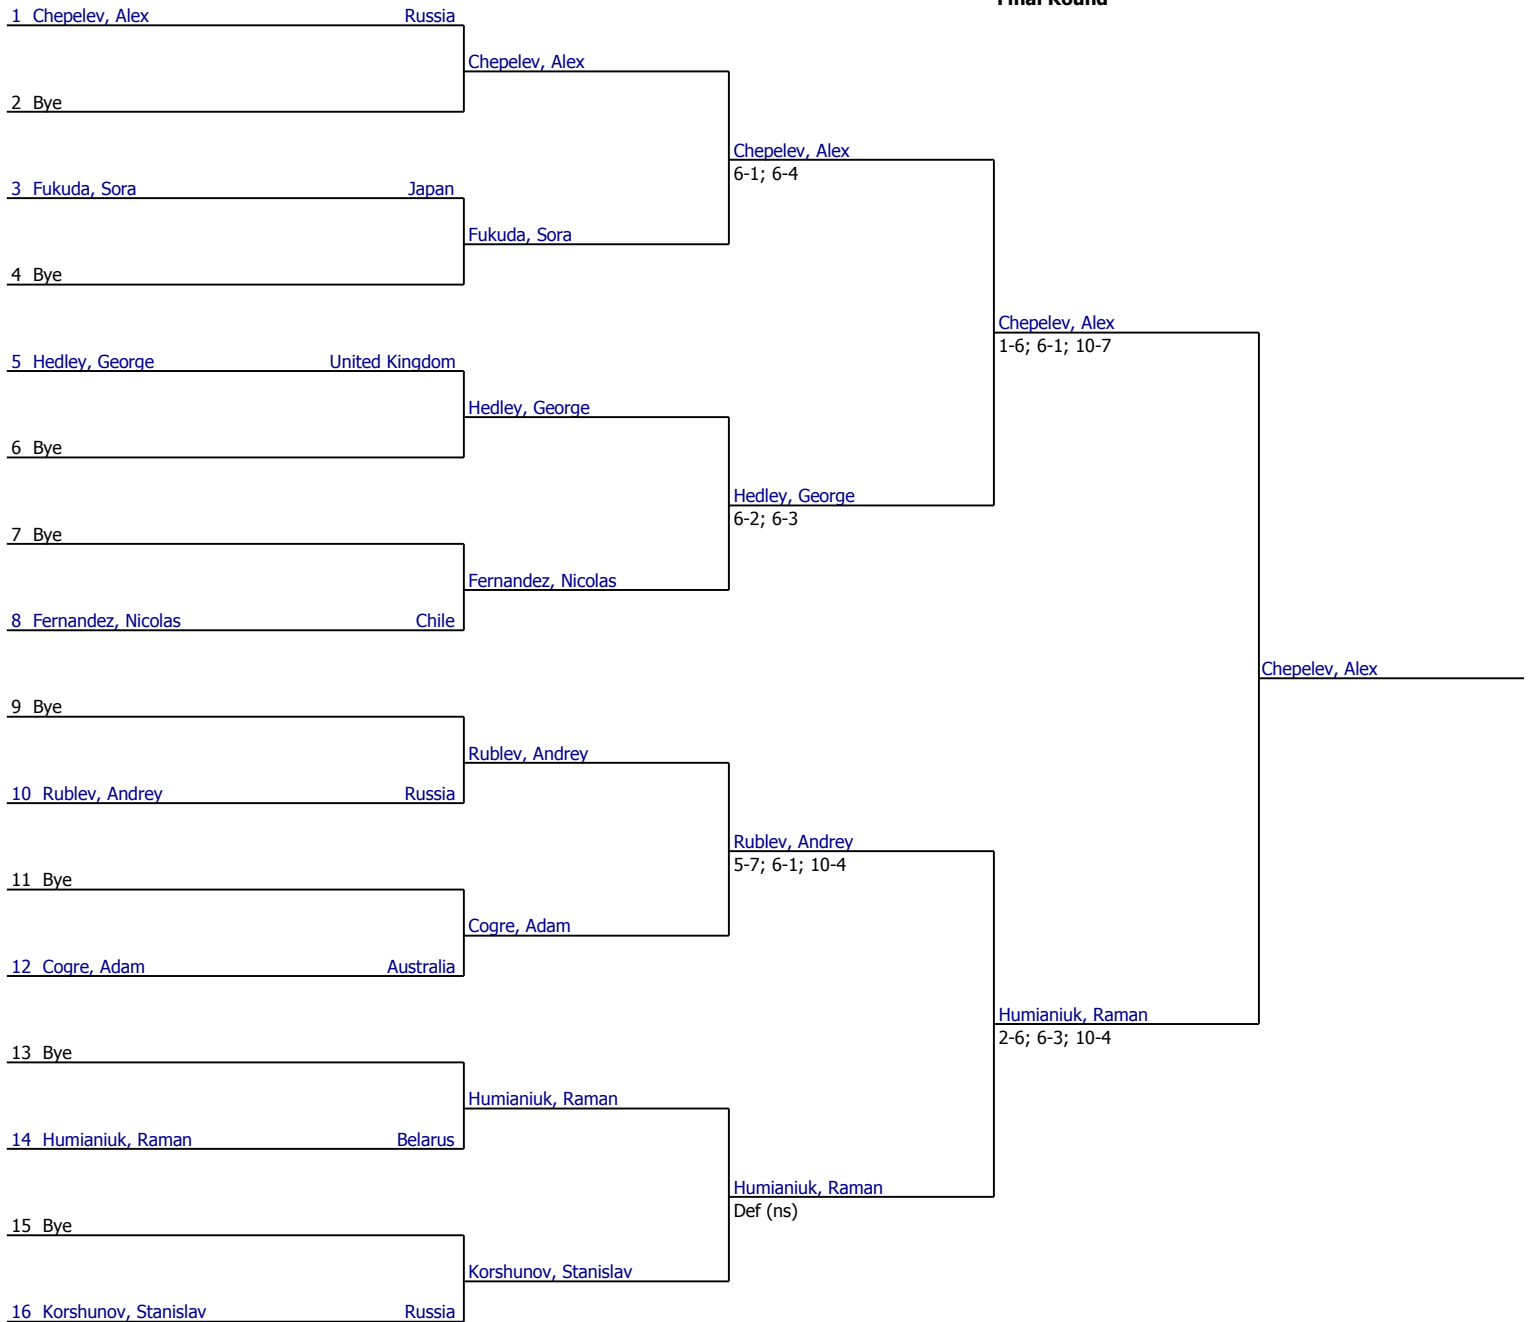 Final Round
1 Chepelev, Alex Russia
Chepelev, Alex
2 Bye
Chepelev, Alex
6-1; 6-4
3 Fukuda, Sora Japan
Fukuda, Sora
4 Bye
Chepelev, Alex
1-6; 6-1; 10-7
5 Hedley, George United Kingdom
Hedley, George
6 Bye
Hedley, George
6-2; 6-3
7 Bye
Fernandez, Nicolas
8 Fernandez, Nicolas Chile
Chepelev, Alex
9 Bye
Rublev, Andrey
10 Rublev, Andrey Russia
Rublev, Andrey
5-7; 6-1; 10-4
11 Bye
Cogre, Adam
12 Cogre, Adam Australia
Humianiuk, Raman
2-6; 6-3; 10-4
13 Bye
Humianiuk, Raman
14 Humianiuk, Raman Belarus
Humianiuk, Raman
Def (ns)
15 Bye
Korshunov, Stanislav
16 Korshunov, Stanislav Russia